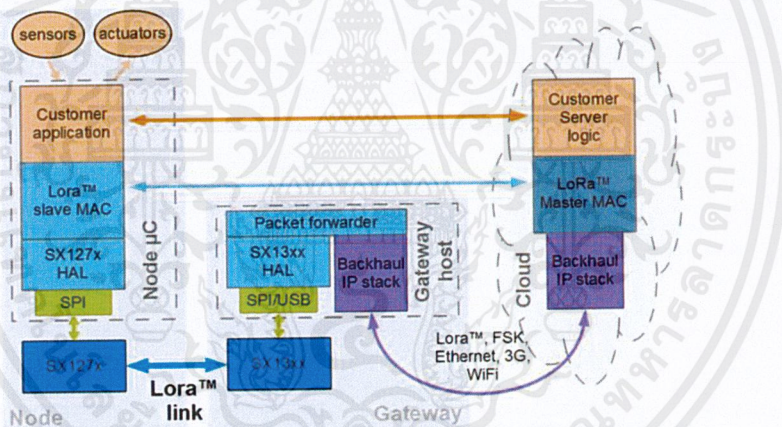 sensors
actuators
Customer
application
Lora™
slave MAC
SX127x
HAL
SPI
Node µC
SX127x
Node
Lora™
link
Packet forwarder
SX13xx
HAL
SPI/USB
Backhaul
IP stack
Gateway
host
SX13xx
Gateway
Lora™, FSK,
Ethernet, 3G,
WiFi
Customer
Server
logic
LoRa™
Master MAC
Backhaul
IP stack
Cloud